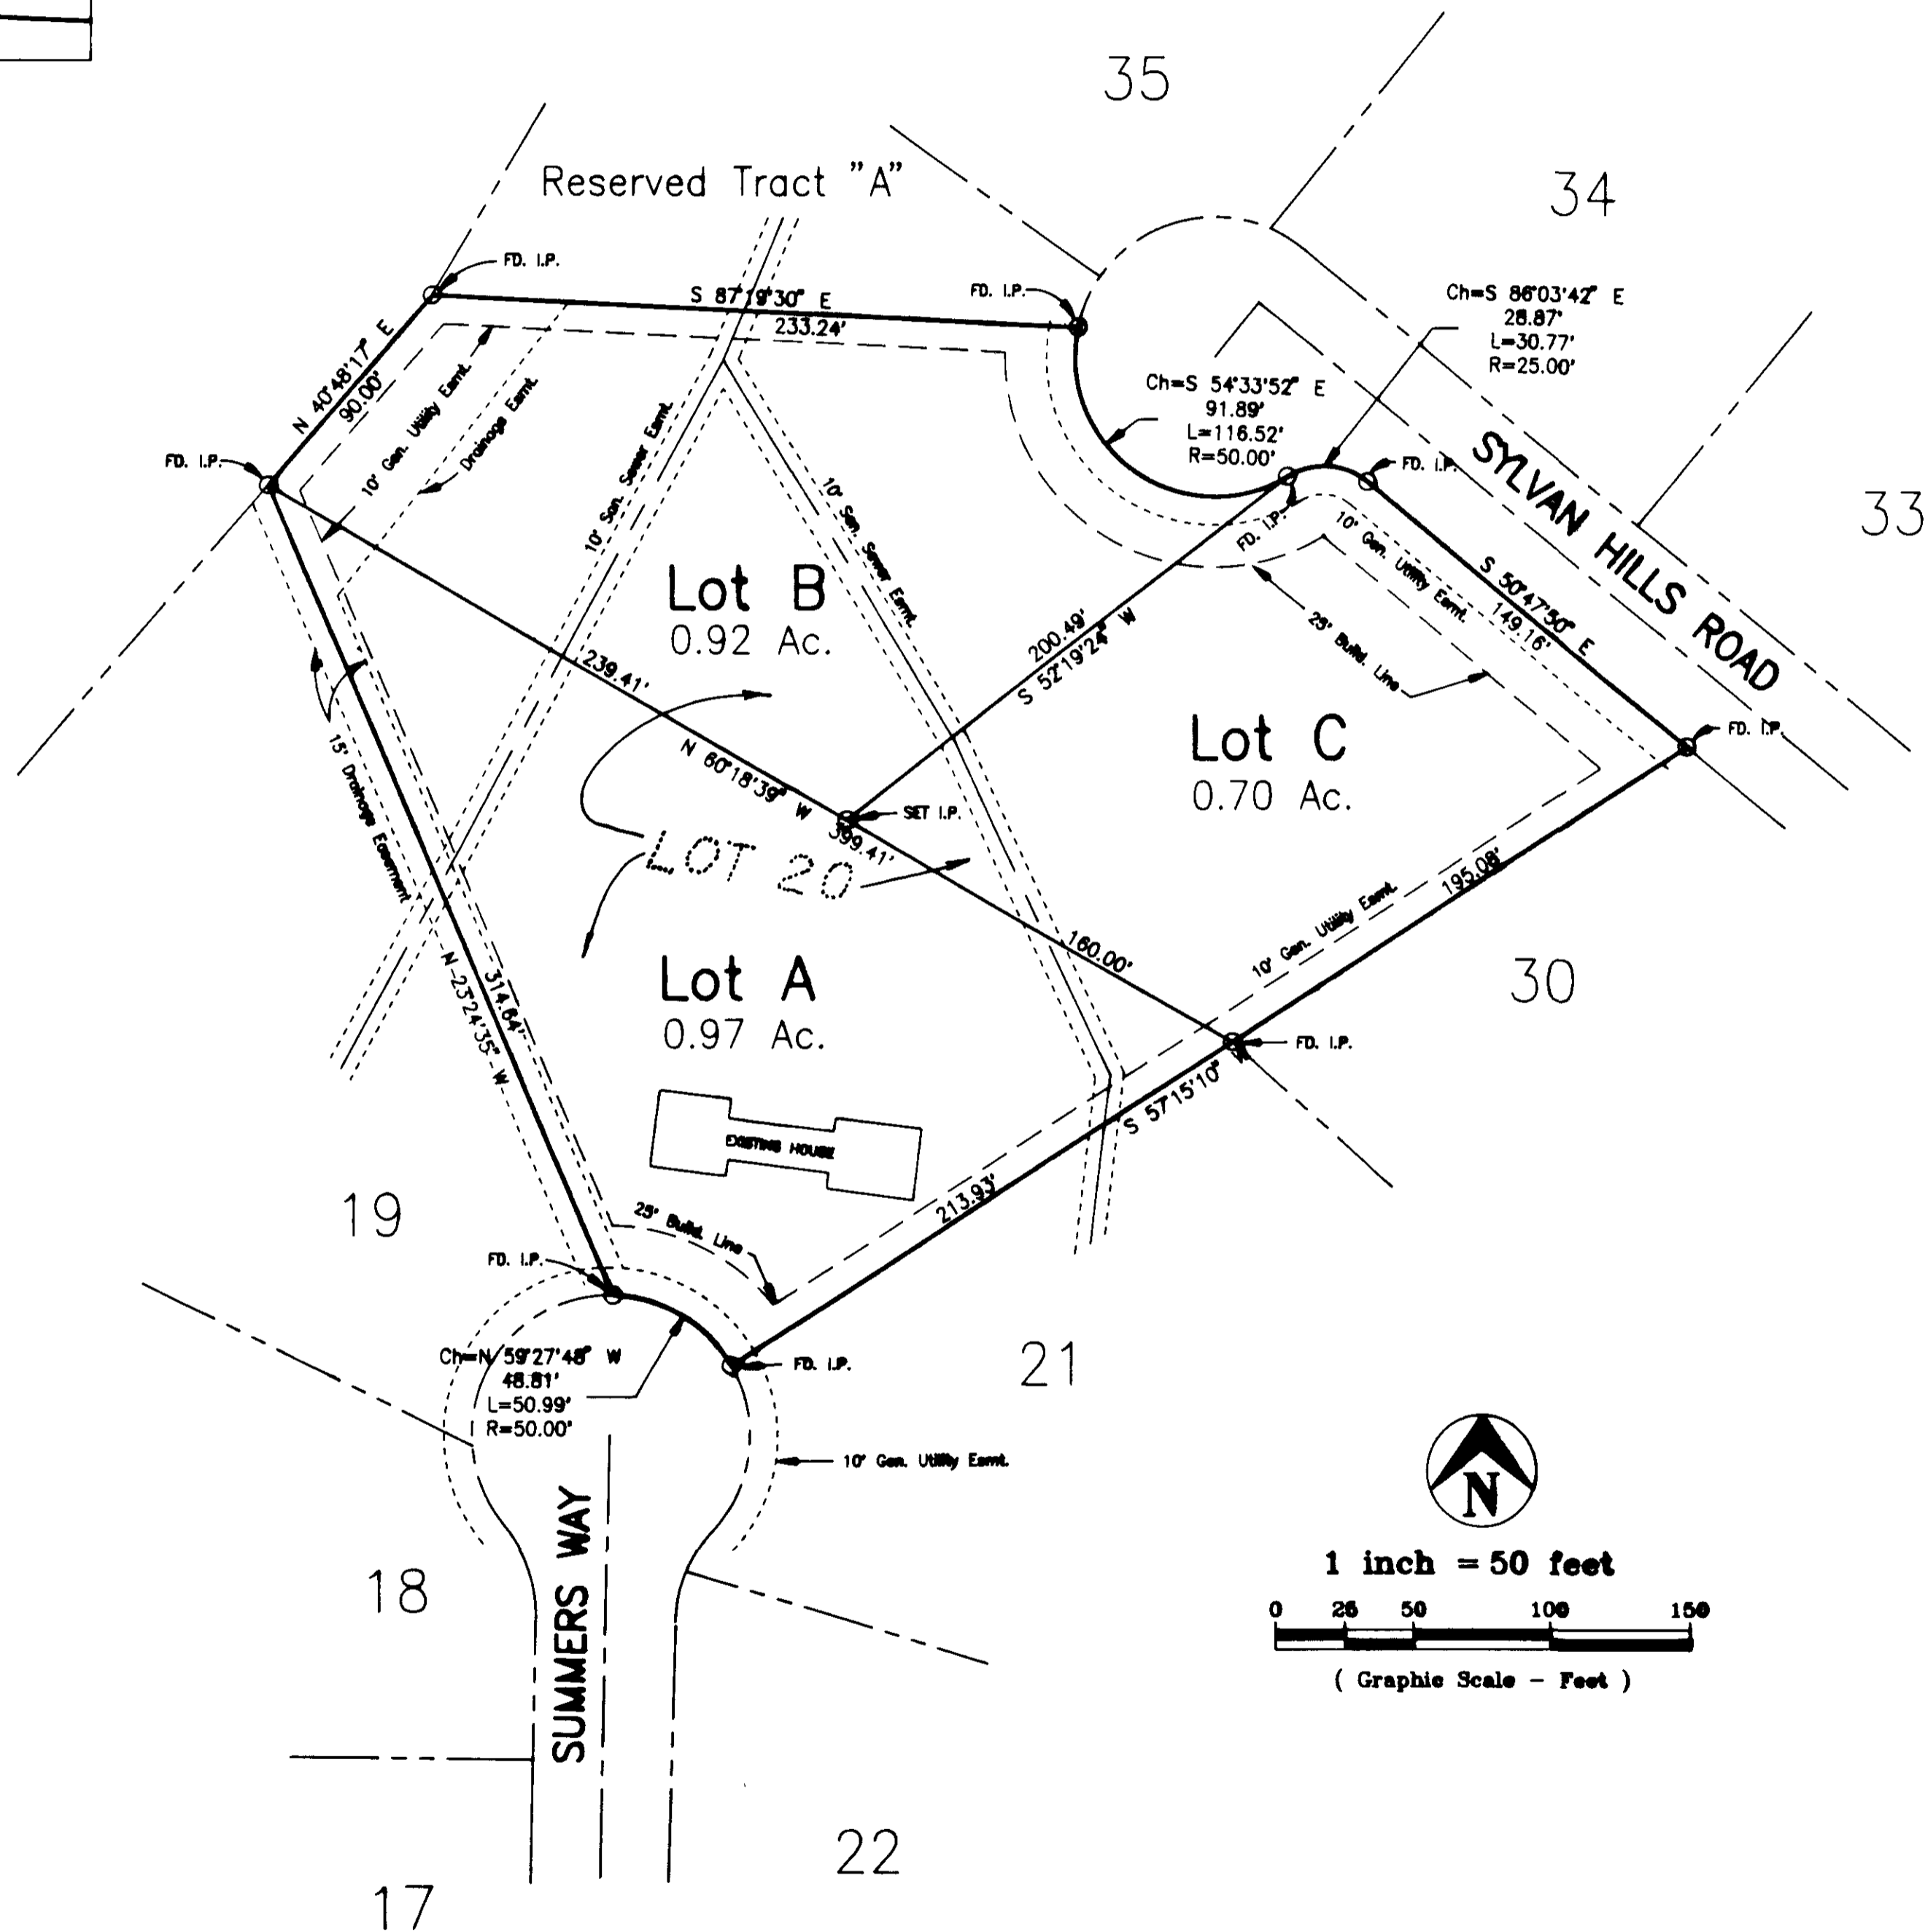 35
Reserved Tract "A"
34
FD. I.P.
S 87°19'30" E
233.24'
FD. I.P.
Ch=S 86°03'42" E
28.87'
L=30.77'
R=25.00'
N 40°48'17" E
90.00'
10' Gen. Utility Esmt.
Drainage Esmt.
Ch=S 54°33'52" E
91.89'
L=116.52'
R=50.00'
FD. I.P.
10' San. Sewer Esmt.
10' San. Sewer Esmt.
FD. I.P.
FD. I.P.
SYLVAN HILLS ROAD
33
10' Gen. Utility Esmt.
S 50°47'50" E
149.16'
25' Build. Line
Lot B
0.92 Ac.
200.49'
S 52°19'24" W
239.41'
N 60°18'39" W
399.41'
Lot C
0.70 Ac.
FD. I.P.
15' Drainage Easement
SET I.P.
LOT 20
195.08'
10' Gen. Utility Esmt.
160.00'
30
Lot A
0.97 Ac.
314.64'
N 23°24'35" W
FD. I.P.
S 57°15'10"
EXISTING HOUSE
213.93'
19
25' Build. Line
FD. I.P.
21
Ch=N 59°27'48" W
48.81'
L=50.99'
R=50.00'
FD. I.P.
10' Gen. Utility Esmt.
N
18
SUMMERS WAY
1 inch = 50 feet
0 25 50 100 150
( Graphic Scale - Feet )
22
17